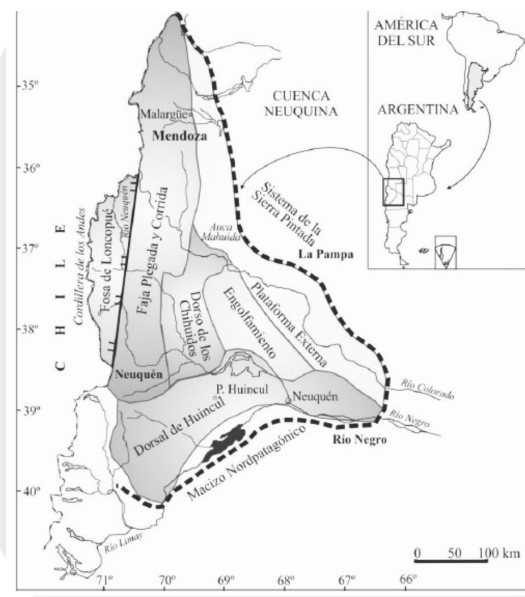 AMÉRICA
DEL SUR
ARGENTINA
CUENCA
NEUQUINA
35°
36°
37°
38°
39°
40°
Malargüe
Mendoza
Sistema de la
Sierra Pintada
La Pampa
Auca
Mahuida
CHILE
Cordillera de los Andes
Fosa de Loncopué
Río Neuquén
Faja Plegada y Corrida
Dorso de
los
Chihuidos
Engolfamiento
Plataforma Externa
Neuquén
P. Huincul
Neuquén
Dorsal de Huincul
Río Colorado
Río Negro
Río Negro
Macizo Nordpatagónico
Río Limay
0 50 100 km
71° 70° 69° 68° 67° 66°